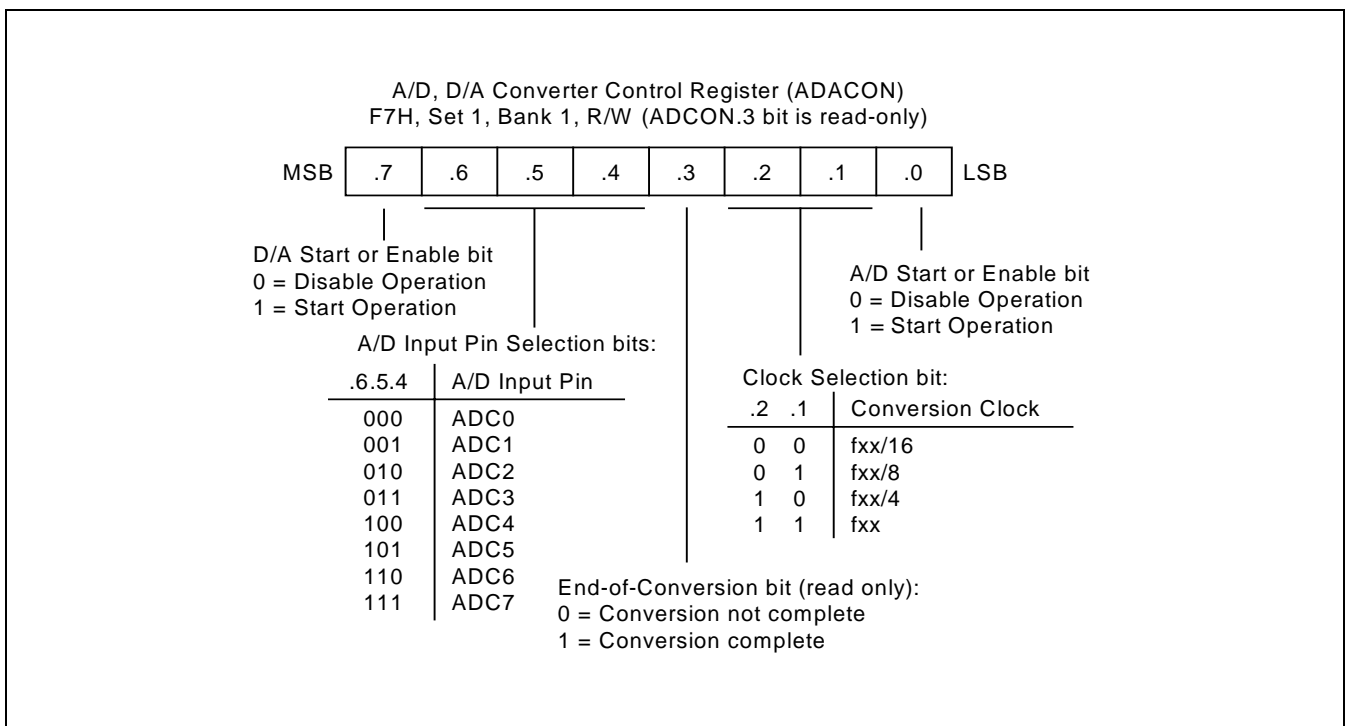 A/D, D/A Converter Control Register (ADACON)
F7H, Set 1, Bank 1, R/W (ADCON.3 bit is read-only)
MSB .7 .6 .5 .4 .3 .2 .1 .0 LSB
D/A Start or Enable bit
0 = Disable Operation
1 = Start Operation
A/D Start or Enable bit
0 = Disable Operation
1 = Start Operation
A/D Input Pin Selection bits:
.6.5.4 A/D Input Pin
000 ADC0
001 ADC1
010 ADC2
011 ADC3
100 ADC4
101 ADC5
110 ADC6
111 ADC7
Clock Selection bit:
.2 .1 Conversion Clock
0 0 fxx/16
0 1 fxx/8
1 0 fxx/4
1 1 fxx
End-of-Conversion bit (read only):
0 = Conversion not complete
1 = Conversion complete